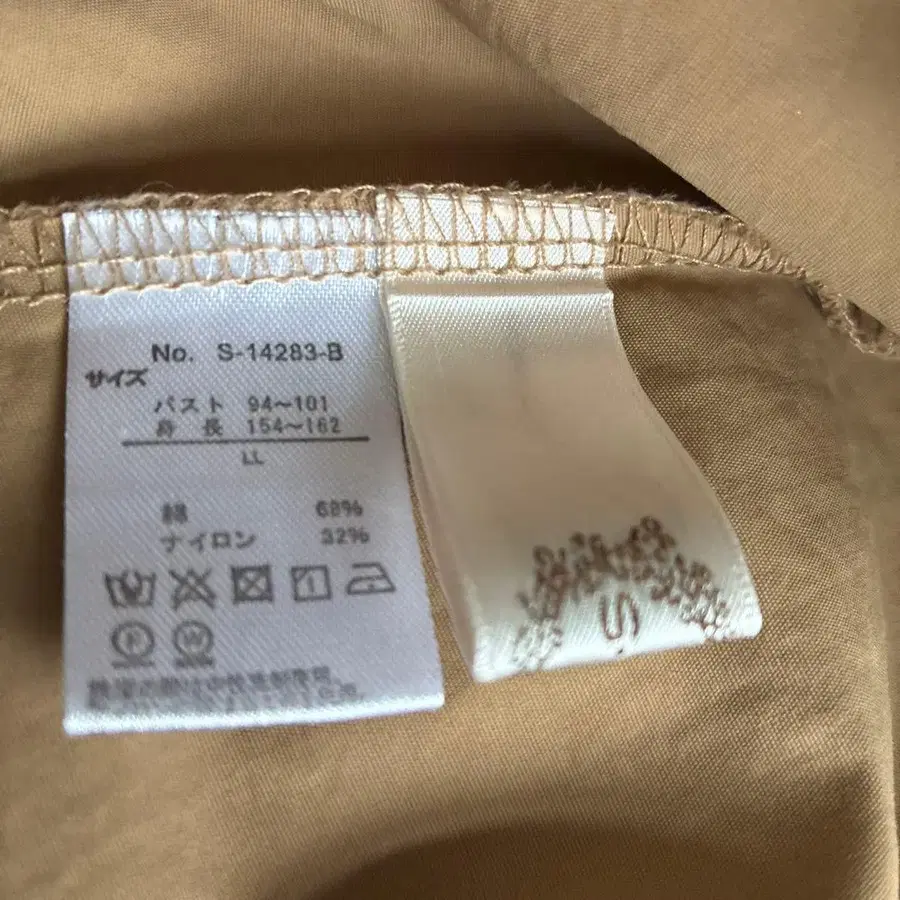 No. S-14283-B
サイズ
バスト 94～101
身長 154～162
LL
綿 68%
ナイロン 32%
F W
S